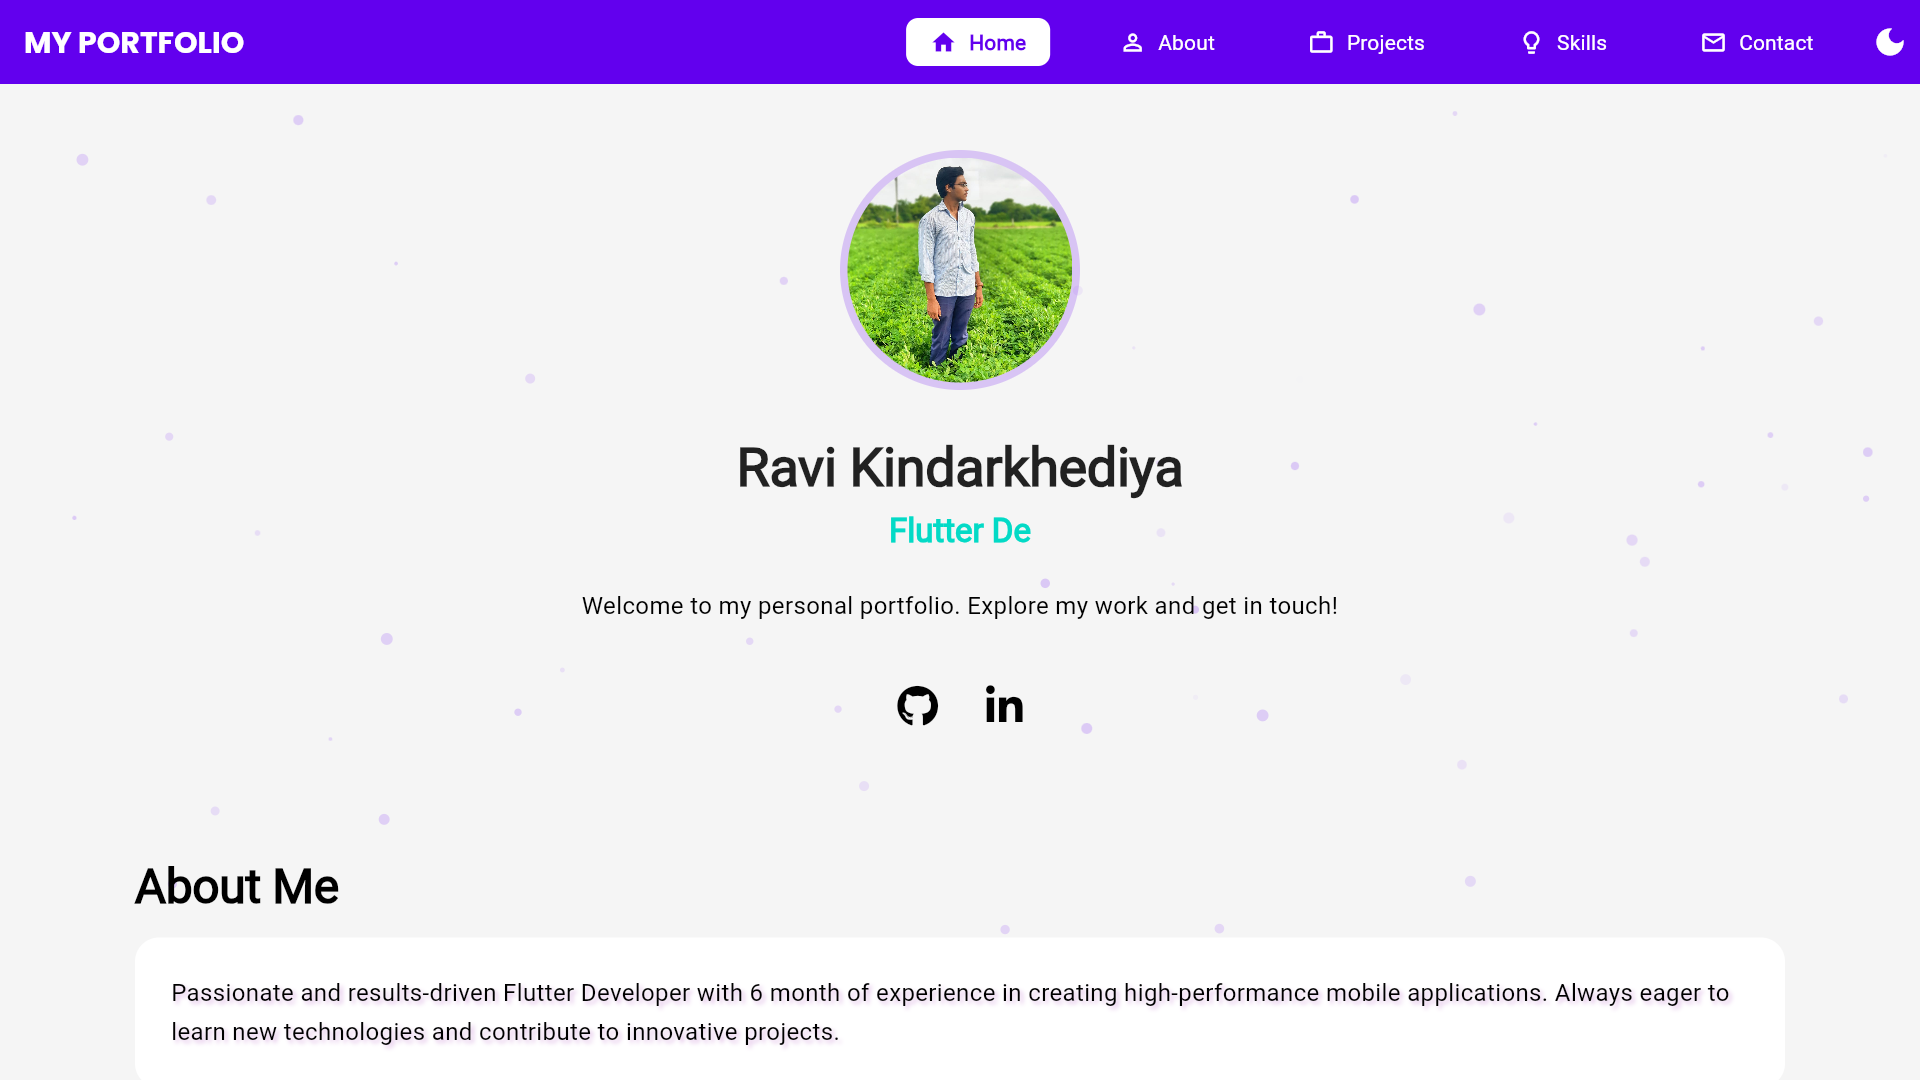 MY PORTFOLIO
Home
About
Projects
Skills
Contact
Ravi Kindarkhediya
Flutter De
Welcome to my personal portfolio. Explore my work and get in touch!
in
About Me
Passionate and results-driven Flutter Developer with 6 month of experience in creating high-performance mobile applications. Always eager to
learn new technologies and contribute to innovative projects.